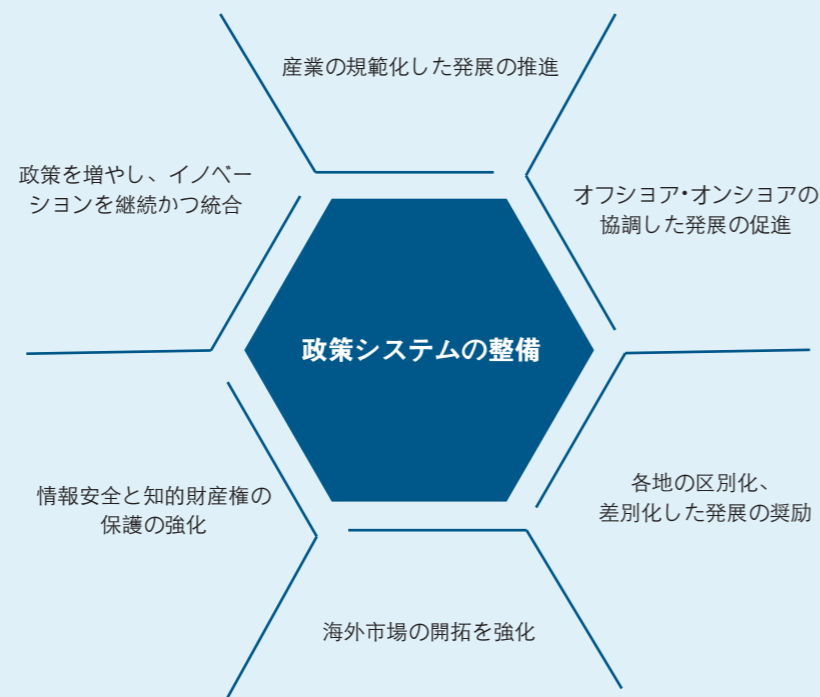 産業の規範化した発展の推進
政策を増やし、イノベー
ションを継続かつ統合
オフショア・オンショアの
協調した発展の促進
政策システムの整備
情報安全と知的財産権の
保護の強化
各地の区別化、
差別化した発展の奨励
海外市場の開拓を強化